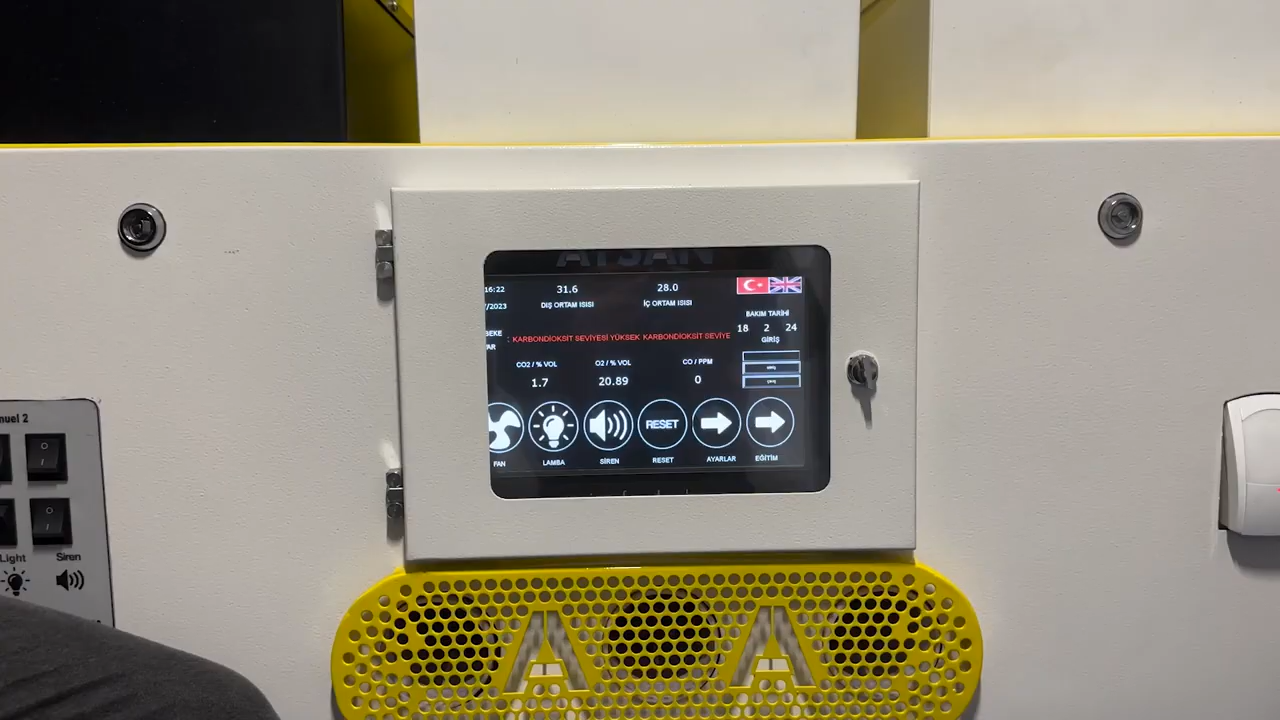 AYSAN
16:22
31.6
28.0
/2023
DIŞ ORTAM ISISI
İÇ ORTAM ISISI
BAKIM TARİHİ
18 2 24
GİRİŞ
: KARBONDİOKSİT SEVİYESİ YÜKSEK KARBONDİOKSİT SEVİYE
CO2 / % VOL
O2 / % VOL
CO / PPM
1.7
20.89
0
RESET
FAN
LAMBA
SİREN
RESET
AYARLAR
EĞİTİM
nuel 2
Light
Siren